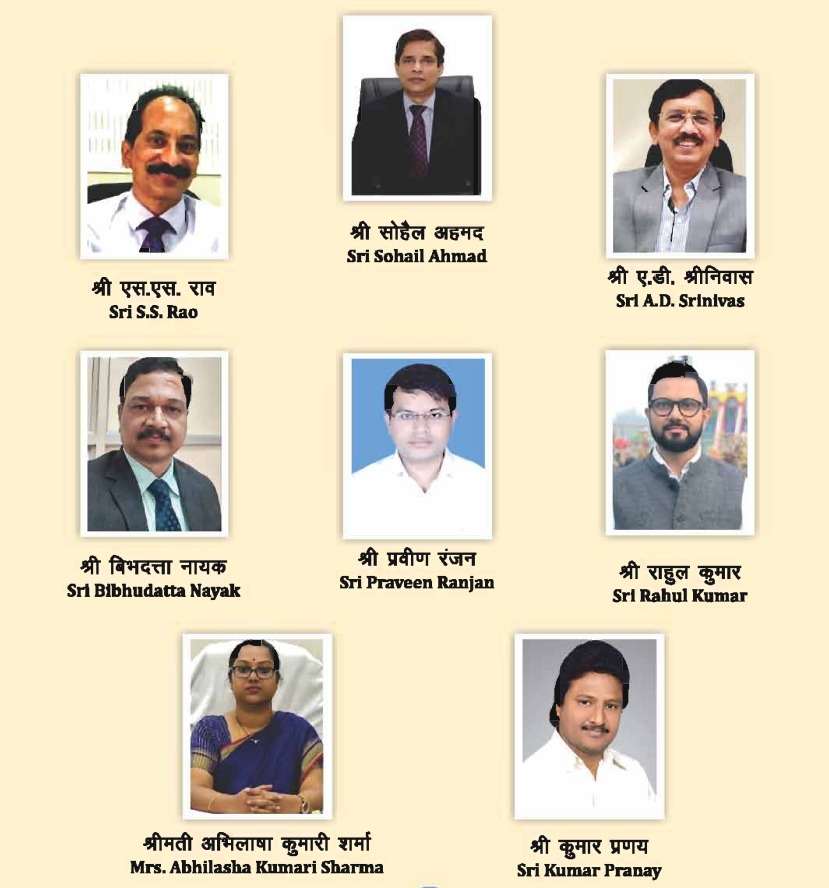 श्री सोहैल अहमद
Sri Sohail Ahmad
श्री एस.एस. राव
Sri S.S. Rao
श्री ए.डी. श्रीनिवास
Sri A.D. Srinivas
श्री बिभदत्ता नायक
Sri Bibhudatta Nayak
श्री प्रवीण रंजन
Sri Praveen Ranjan
श्री राहुल कुमार
Sri Rahul Kumar
श्रीमती अभिलाषा कुमारी शर्मा
Mrs. Abhilasha Kumari Sharma
श्री कुमार प्रणय
Sri Kumar Pranay